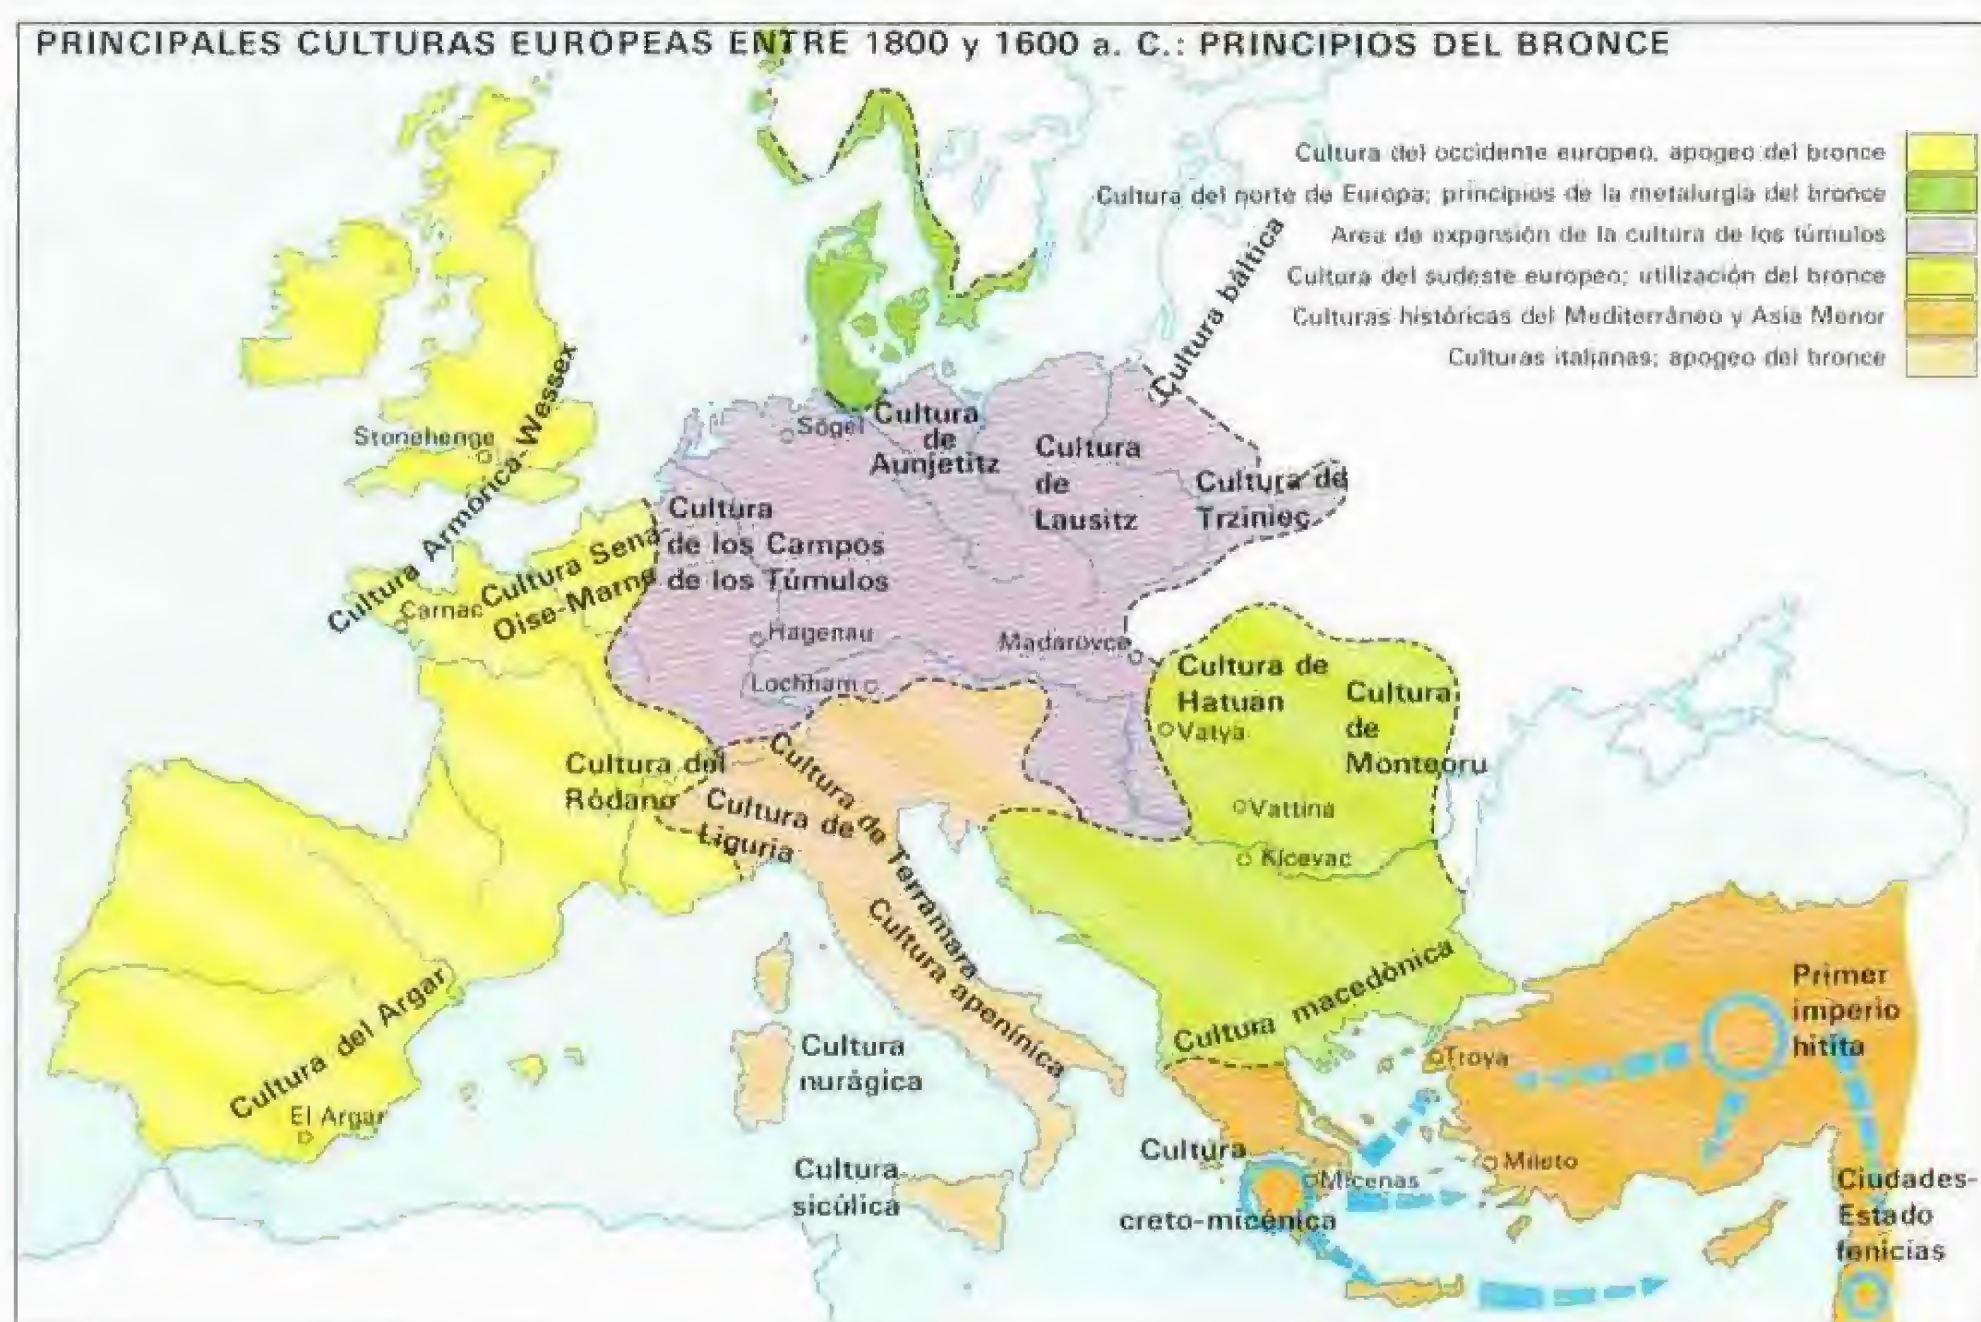 PRINCIPALES CULTURAS EUROPEAS ENTRE 1800 y 1600 a. C.: PRINCIPIOS DEL BRONCE
Cultura del occidente europeo, apogeo del bronce
Cultura del norte de Europa; principios de la metalurgia del bronce
Area de expansión de la cultura de los túmulos
Cultura del sudeste europeo; utilización del bronce
Culturas históricas del Mediterráneo y Asia Menor
Culturas italianas; apogeo del bronce
Cultura báltica
Stonehenge
Cultura Armórica-Wessex
Sögel
Cultura
de
Aunjetitz
Cultura
de
Lausitz
Cultura de
Trziniec
Cultura
de los Campos
de los Túmulos
Cultura Sena-
Oise-Marne
Carnac
Hagenau
Lochham
Madarovce
Cultura de
Hatuan
Vatya
Cultura
de
Monteoru
Vattina
Kicevac
Cultura del
Ródano
Cultura de
Liguria
Cultura de Terramara
Cultura apenínica
Cultura macedònica
Cultura del Argar
El Argar
Cultura
nurágica
Cultura
sicúlica
Cultura
creto-micénica
Micenas
Troya
Mileto
Primer
imperio
hitita
Ciudades-
Estado
fenicias